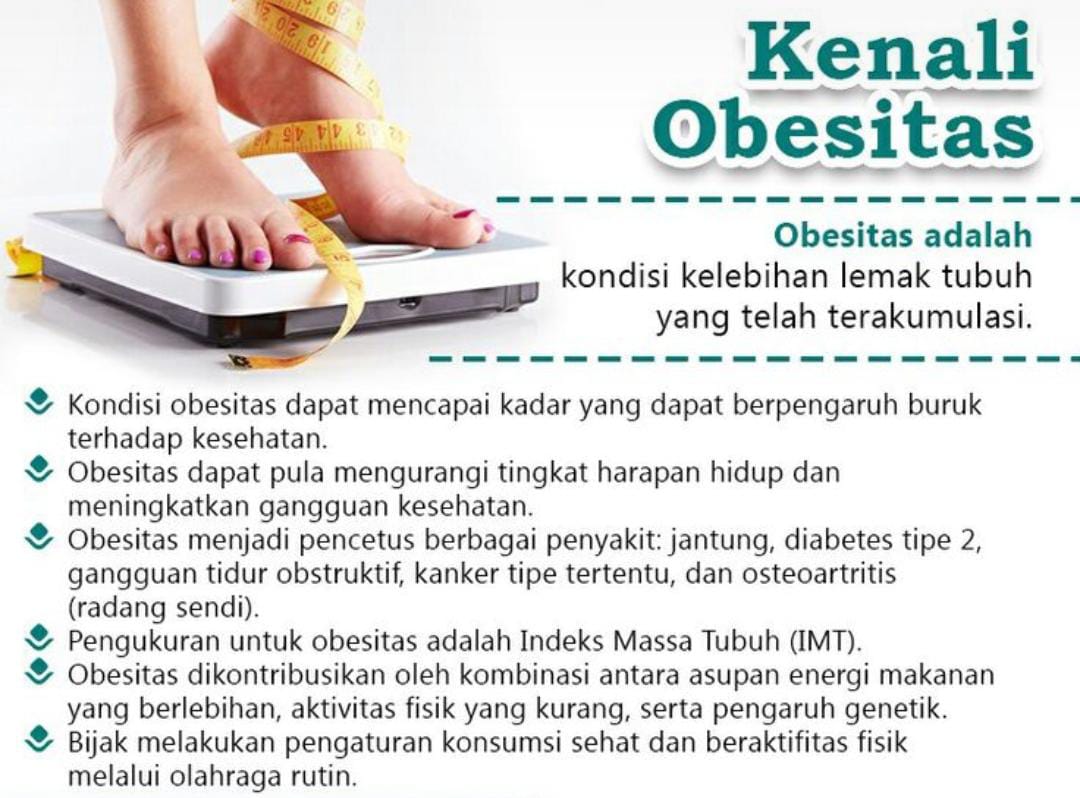 Kenali
Obesitas
Obesitas adalah
kondisi kelebihan lemak tubuh
yang telah terakumulasi.
Kondisi obesitas dapat mencapai kadar yang dapat berpengaruh buruk
terhadap kesehatan.
Obesitas dapat pula mengurangi tingkat harapan hidup dan
meningkatkan gangguan kesehatan.
Obesitas menjadi pencetus berbagai penyakit: jantung, diabetes tipe 2,
gangguan tidur obstruktif, kanker tipe tertentu, dan osteoartritis
(radang sendi).
Pengukuran untuk obesitas adalah Indeks Massa Tubuh (IMT).
Obesitas dikontribusikan oleh kombinasi antara asupan energi makanan
yang berlebihan, aktivitas fisik yang kurang, serta pengaruh genetik.
Bijak melakukan pengaturan konsumsi sehat dan beraktifitas fisik
melalui olahraga rutin.